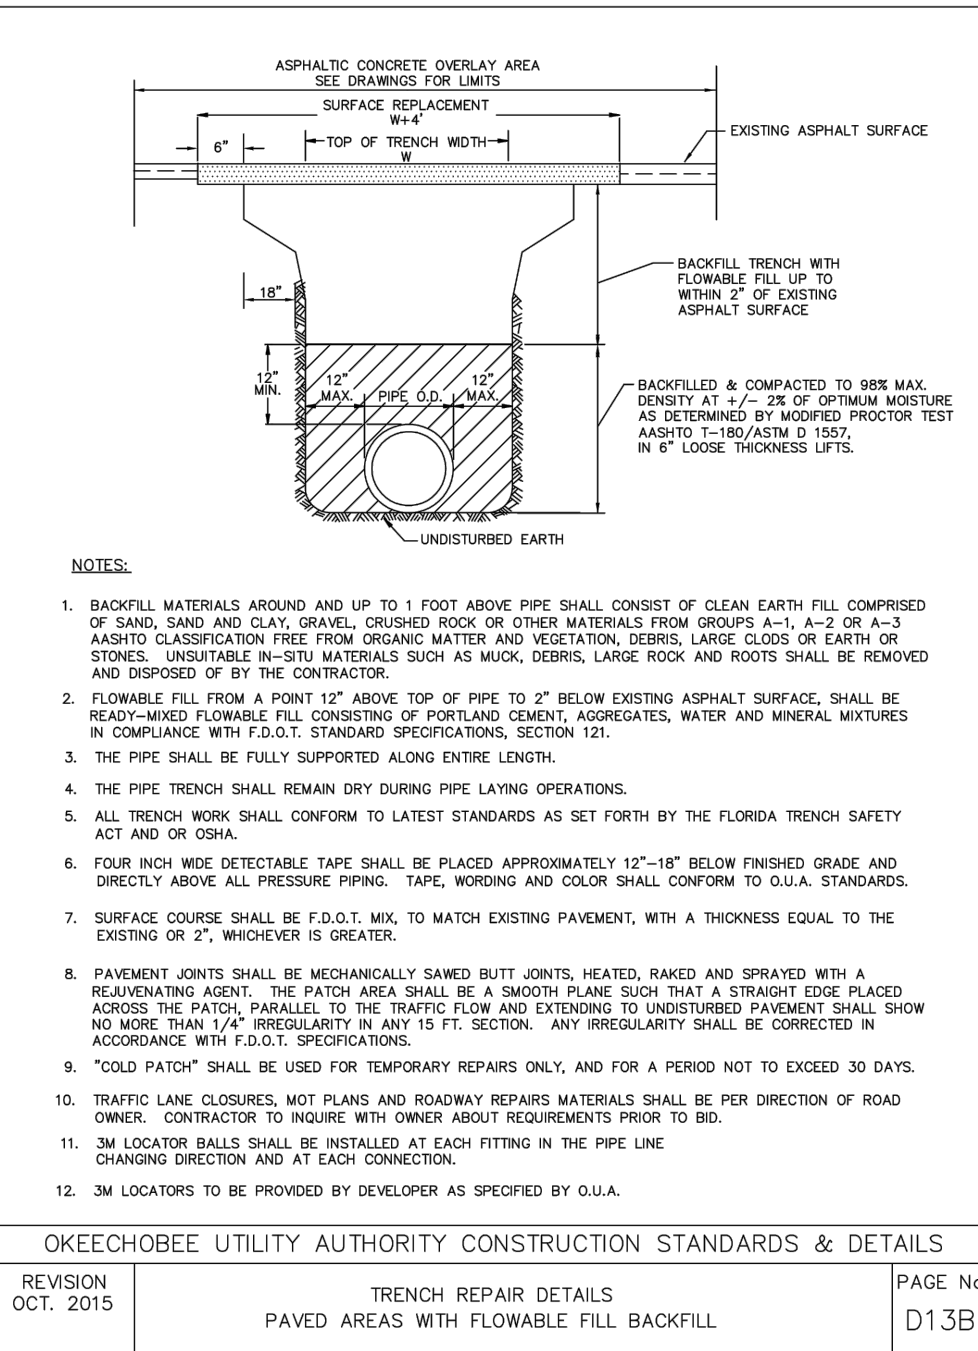 ASPHALTIC CONCRETE OVERLAY AREA
SEE DRAWINGS FOR LIMITS
SURFACE REPLACEMENT
W+4'
6"
TOP OF TRENCH WIDTH
W
EXISTING ASPHALT SURFACE
BACKFILL TRENCH WITH
FLOWABLE FILL UP TO
WITHIN 2" OF EXISTING
ASPHALT SURFACE
18"
12"
MIN.
12"
MAX.
PIPE O.D.
12"
MAX.
BACKFILLED & COMPACTED TO 98% MAX.
DENSITY AT +/- 2% OF OPTIMUM MOISTURE
AS DETERMINED BY MODIFIED PROCTOR TEST
AASHTO T-180/ASTM D 1557,
IN 6" LOOSE THICKNESS LIFTS.
UNDISTURBED EARTH
NOTES:
1. BACKFILL MATERIALS AROUND AND UP TO 1 FOOT ABOVE PIPE SHALL CONSIST OF CLEAN EARTH FILL COMPRISED
OF SAND, SAND AND CLAY, GRAVEL, CRUSHED ROCK OR OTHER MATERIALS FROM GROUPS A-1, A-2 OR A-3
AASHTO CLASSIFICATION FREE FROM ORGANIC MATTER AND VEGETATION, DEBRIS, LARGE CLODS OR EARTH OR
STONES. UNSUITABLE IN-SITU MATERIALS SUCH AS MUCK, DEBRIS, LARGE ROCK AND ROOTS SHALL BE REMOVED
AND DISPOSED OF BY THE CONTRACTOR.
2. FLOWABLE FILL FROM A POINT 12" ABOVE TOP OF PIPE TO 2" BELOW EXISTING ASPHALT SURFACE, SHALL BE
READY-MIXED FLOWABLE FILL CONSISTING OF PORTLAND CEMENT, AGGREGATES, WATER AND MINERAL MIXTURES
IN COMPLIANCE WITH F.D.O.T. STANDARD SPECIFICATIONS, SECTION 121.
3. THE PIPE SHALL BE FULLY SUPPORTED ALONG ENTIRE LENGTH.
4. THE PIPE TRENCH SHALL REMAIN DRY DURING PIPE LAYING OPERATIONS.
5. ALL TRENCH WORK SHALL CONFORM TO LATEST STANDARDS AS SET FORTH BY THE FLORIDA TRENCH SAFETY
ACT AND OR OSHA.
6. FOUR INCH WIDE DETECTABLE TAPE SHALL BE PLACED APPROXIMATELY 12"-18" BELOW FINISHED GRADE AND
DIRECTLY ABOVE ALL PRESSURE PIPING. TAPE, WORDING AND COLOR SHALL CONFORM TO O.U.A. STANDARDS.
7. SURFACE COURSE SHALL BE F.D.O.T. MIX, TO MATCH EXISTING PAVEMENT, WITH A THICKNESS EQUAL TO THE
EXISTING OR 2", WHICHEVER IS GREATER.
8. PAVEMENT JOINTS SHALL BE MECHANICALLY SAWED BUTT JOINTS, HEATED, RAKED AND SPRAYED WITH A
REJUVENATING AGENT. THE PATCH AREA SHALL BE A SMOOTH PLANE SUCH THAT A STRAIGHT EDGE PLACED
ACROSS THE PATCH, PARALLEL TO THE TRAFFIC FLOW AND EXTENDING TO UNDISTURBED PAVEMENT SHALL SHOW
NO MORE THAN 1/4" IRREGULARITY IN ANY 15 FT. SECTION. ANY IRREGULARITY SHALL BE CORRECTED IN
ACCORDANCE WITH F.D.O.T. SPECIFICATIONS.
9. "COLD PATCH" SHALL BE USED FOR TEMPORARY REPAIRS ONLY, AND FOR A PERIOD NOT TO EXCEED 30 DAYS.
10. TRAFFIC LANE CLOSURES, MOT PLANS AND ROADWAY REPAIRS MATERIALS SHALL BE PER DIRECTION OF ROAD
OWNER. CONTRACTOR TO INQUIRE WITH OWNER ABOUT REQUIREMENTS PRIOR TO BID.
11. 3M LOCATOR BALLS SHALL BE INSTALLED AT EACH FITTING IN THE PIPE LINE
CHANGING DIRECTION AND AT EACH CONNECTION.
12. 3M LOCATORS TO BE PROVIDED BY DEVELOPER AS SPECIFIED BY O.U.A.
OKEECHOBEE UTILITY AUTHORITY CONSTRUCTION STANDARDS & DETAILS
REVISION
OCT. 2015
TRENCH REPAIR DETAILS
PAVED AREAS WITH FLOWABLE FILL BACKFILL
PAGE No
D13B